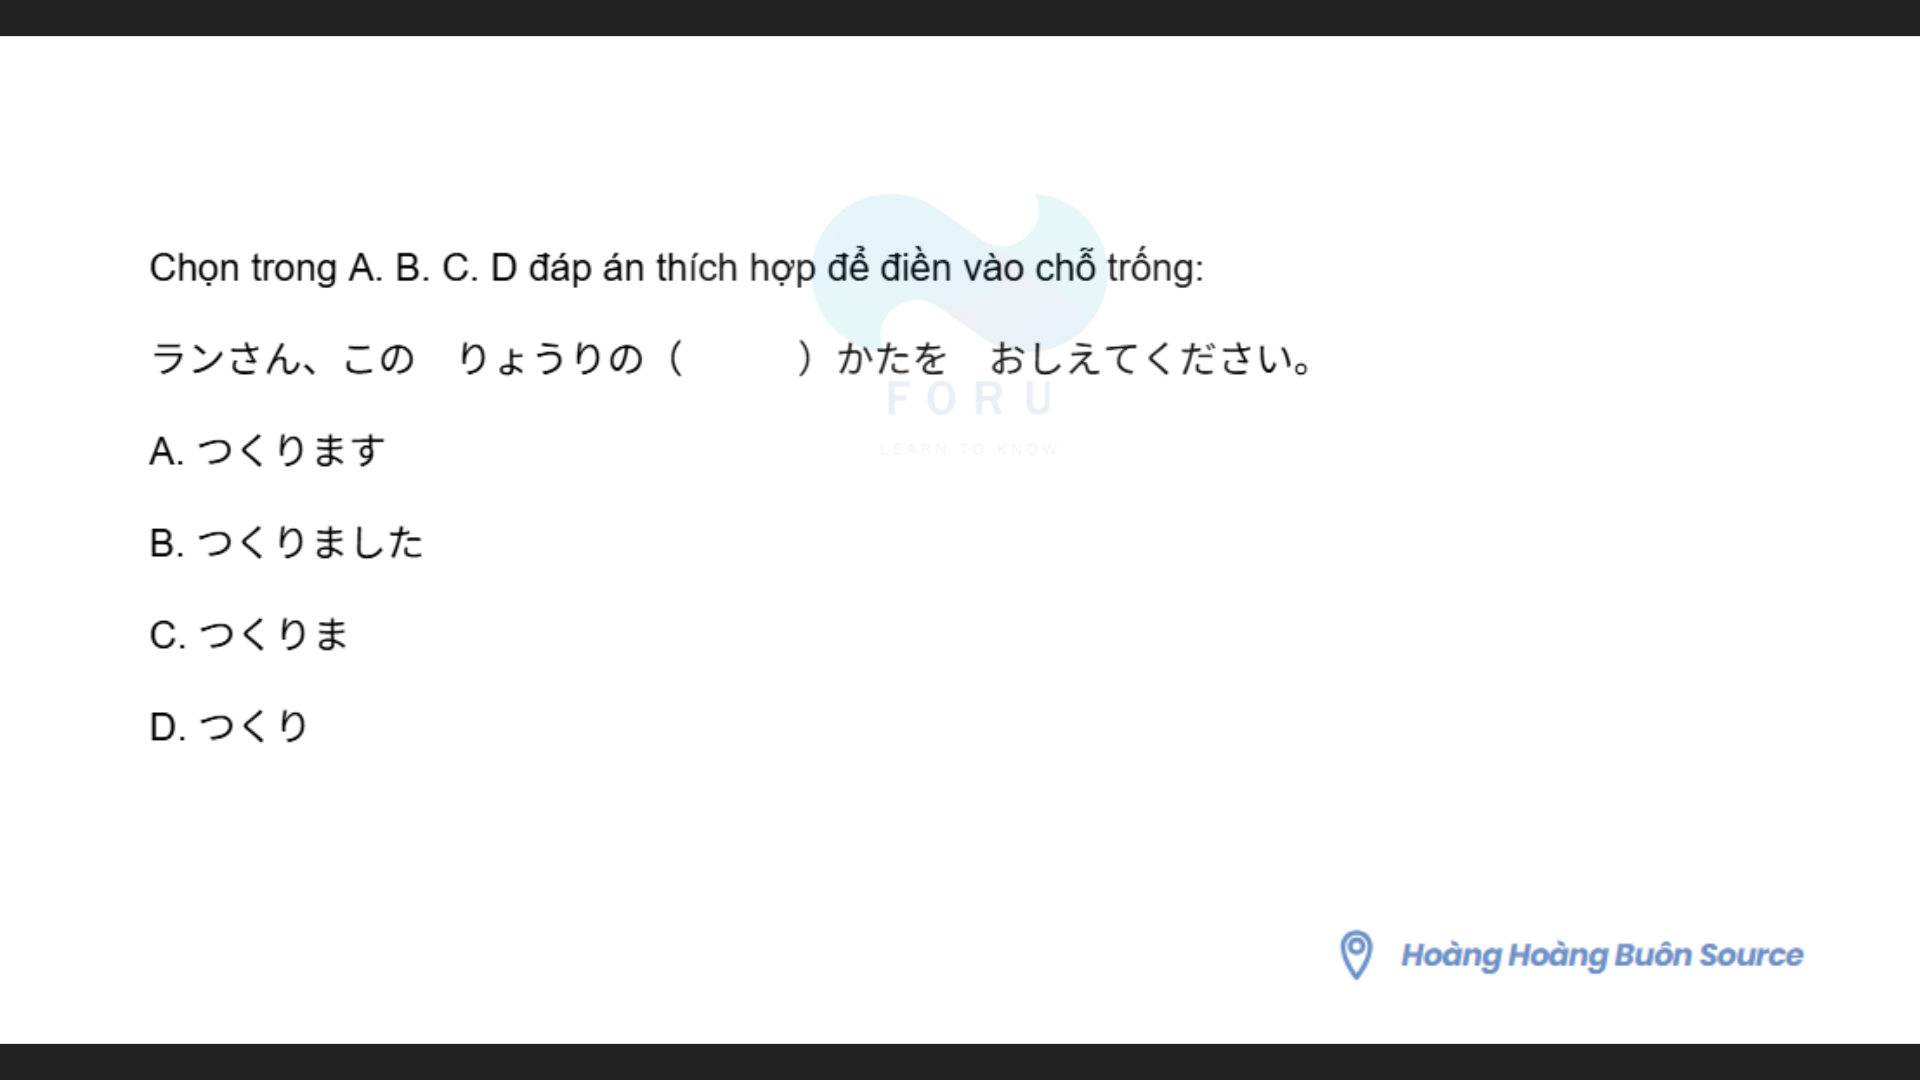 Chọn trong A. B. C. D đáp án thích hợp để điền vào chỗ trống:
ランさん、この　りょうりの（　　　）かたを　おしえてください。
FORU
LEARN TO KNOW
A. つくります
B. つくりました
C. つくりま
D. つくり
Hoàng Hoàng Buôn Source